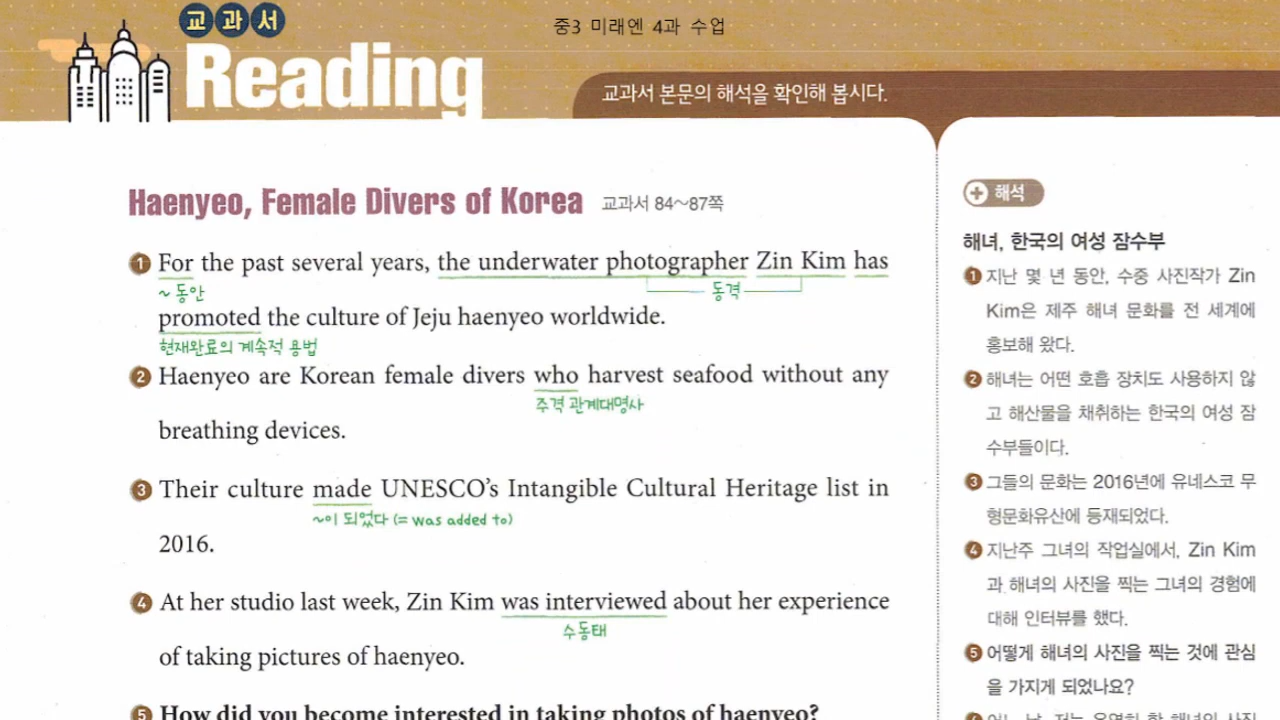 중3 미래엔 4과 수업
교과서
Reading
교과서 본문의 해석을 확인해 봅시다.
Haenyeo, Female Divers of Korea 교과서 84~87쪽
1 For the past several years, the underwater photographer Zin Kim has
~ 동안 동격
promoted the culture of Jeju haenyeo worldwide.
현재완료의 계속적 용법
2 Haenyeo are Korean female divers who harvest seafood without any
주격 관계대명사
breathing devices.
3 Their culture made UNESCO's Intangible Cultural Heritage list in
~이 되었다 (= was added to)
2016.
4 At her studio last week, Zin Kim was interviewed about her experience
수동태
of taking pictures of haenyeo.
5 How did you become interested in taking photos of haenyeo?
+ 해석
해녀, 한국의 여성 잠수부
1 지난 몇 년 동안, 수중 사진작가 Zin
Kim은 제주 해녀 문화를 전 세계에
홍보해 왔다.
2 해녀는 어떤 호흡 장치도 사용하지 않
고 해산물을 채취하는 한국의 여성 잠
수부들이다.
3 그들의 문화는 2016년에 유네스코 무
형문화유산에 등재되었다.
4 지난주 그녀의 작업실에서, Zin Kim
과 해녀의 사진을 찍는 그녀의 경험에
대해 인터뷰를 했다.
5 어떻게 해녀의 사진을 찍는 것에 관심
을 가지게 되었나요?